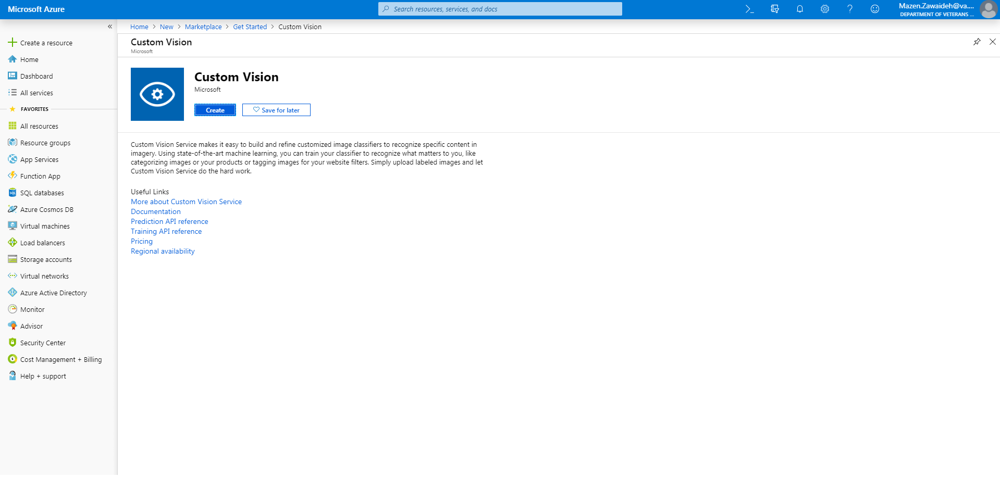 Microsoft Azure
Search resources, services, and docs
Mazen.Zawaideh@va....
DEPARTMENT OF VETERANS ...
Home > New > Marketplace > Get Started > Custom Vision
Create a resource
Home
Dashboard
All services
FAVORITES
All resources
Resource groups
App Services
Function App
SQL databases
Azure Cosmos DB
Virtual machines
Load balancers
Storage accounts
Virtual networks
Azure Active Directory
Monitor
Advisor
Security Center
Cost Management + Billing
Help + support
Custom Vision
Microsoft
Custom Vision
Microsoft
Create
Save for later
Custom Vision Service makes it easy to build and refine customized image classifiers to recognize specific content in
imagery. Using state-of-the-art machine learning, you can train your classifier to recognize what matters to you, like
categorizing images or your products or tagging images for your website filters. Simply upload labeled images and let
Custom Vision Service do the hard work.
Useful Links
More about Custom Vision Service
Documentation
Prediction API reference
Training API reference
Pricing
Regional availability